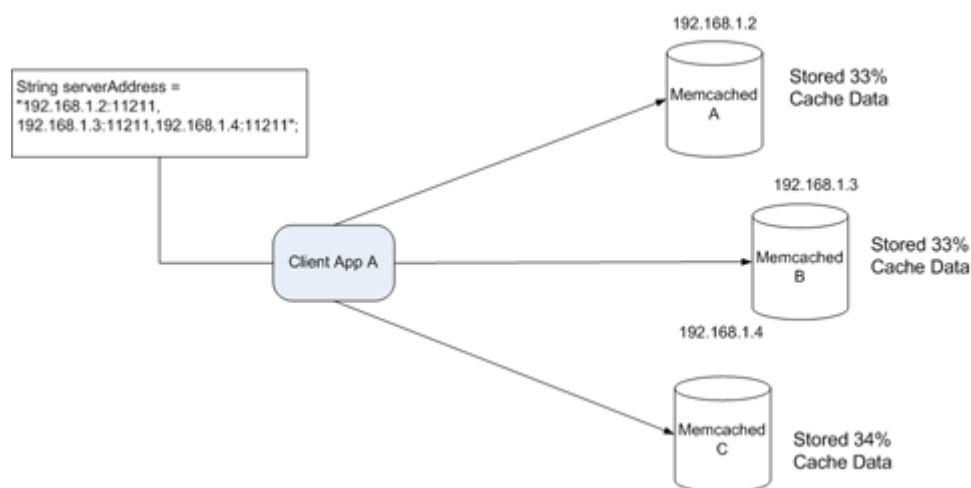 192.168.1.2
String serverAddress =
"192.168.1.2:11211,
192.168.1.3:11211,192.168.1.4:11211";
Memcached
A
Stored 33%
Cache Data
192.168.1.3
Client App A
Memcached
B
Stored 33%
Cache Data
192.168.1.4
Memcached
C
Stored 34%
Cache Data